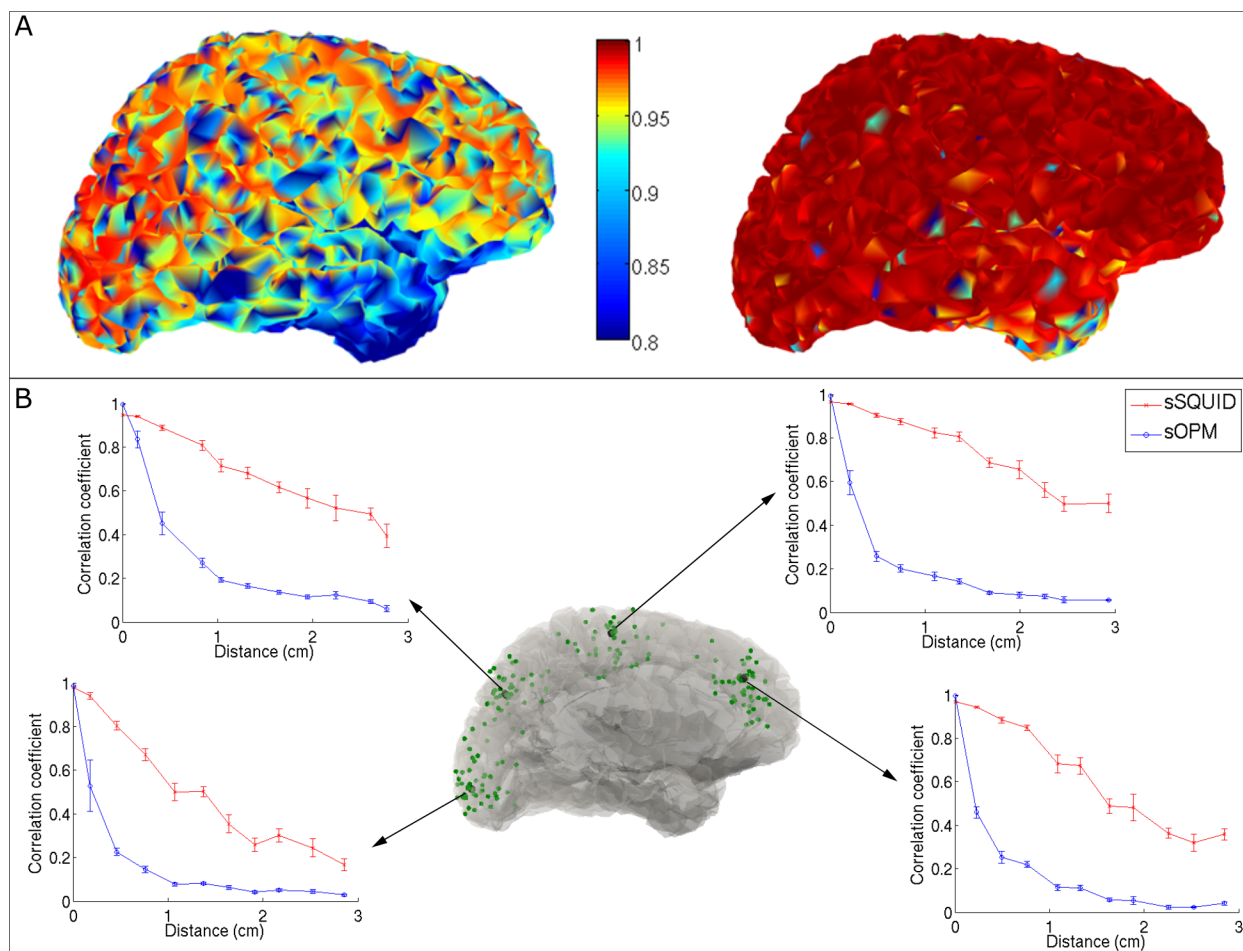 A
1
0.95
0.9
0.85
0.8
B
1
0.8
0.6
0.4
0.2
0
Correlation coefficient
0 1 2 3
Distance (cm)
1
0.8
0.6
0.4
0.2
0
Correlation coefficient
0 1 2 3
Distance (cm)
sSQUID
sOPM
1
0.8
0.6
0.4
0.2
0
Correlation coefficient
0 1 2 3
Distance (cm)
1
0.8
0.6
0.4
0.2
0
Correlation coefficient
0 1 2 3
Distance (cm)